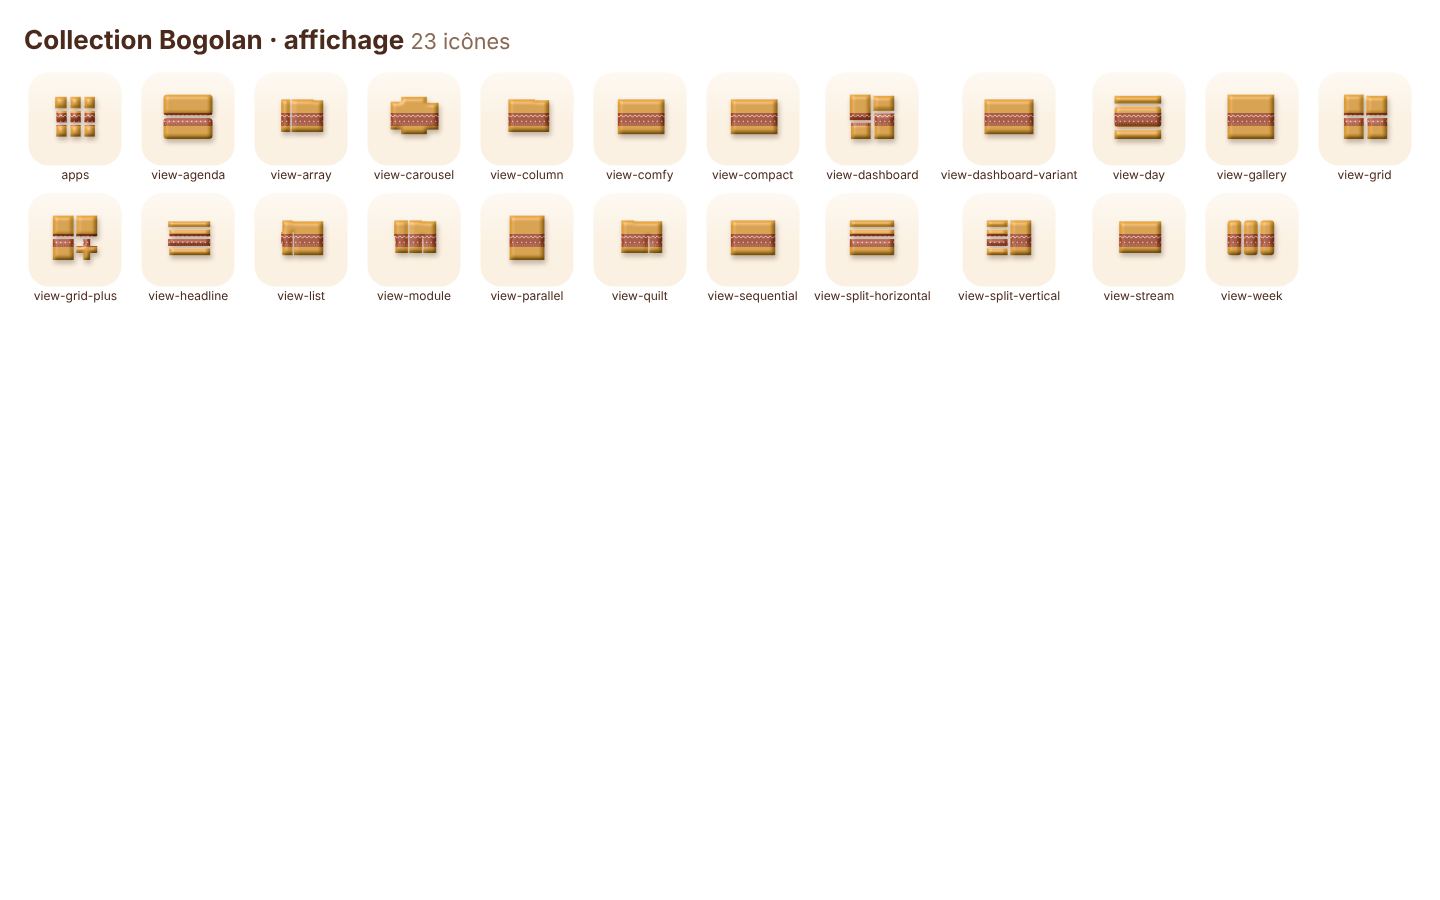 Collection Bogolan · affichage 23 icônes
apps view-agenda view-array view-carousel view-column view-comfy view-compact view-dashboard view-dashboard-variant view-day view-gallery view-grid
view-grid-plus view-headline view-list view-module view-parallel view-quilt view-sequential view-split-horizontal view-split-vertical view-stream view-week